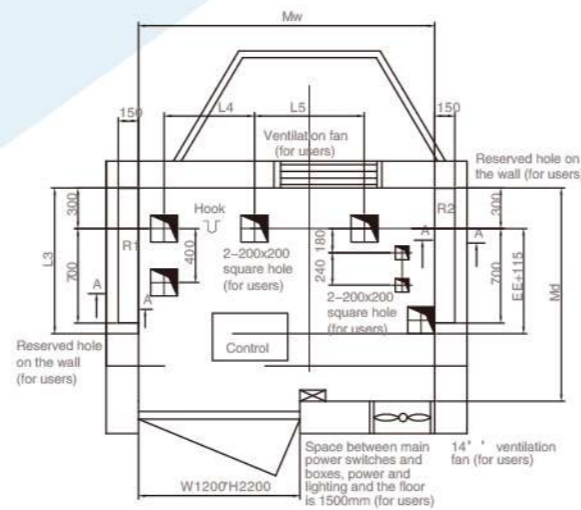 Mw
150
L4
L5
150
Ventilation fan
(for users)
Reserved hole on
the wall (for users)
300
Hook
R2
300
L3
R1
700
400
180
240
A
A
2-200x200
square hole
(for users)
2-200x200
square hole
(for users)
700
EE+115
Md
A
A
Reserved hole
on the wall
(for users)
Control
Space between main
power switches and
boxes, power and
lighting and the floor
is 1500mm (for users)
14’ ’ ventilation
fan (for users)
W1200*H2200